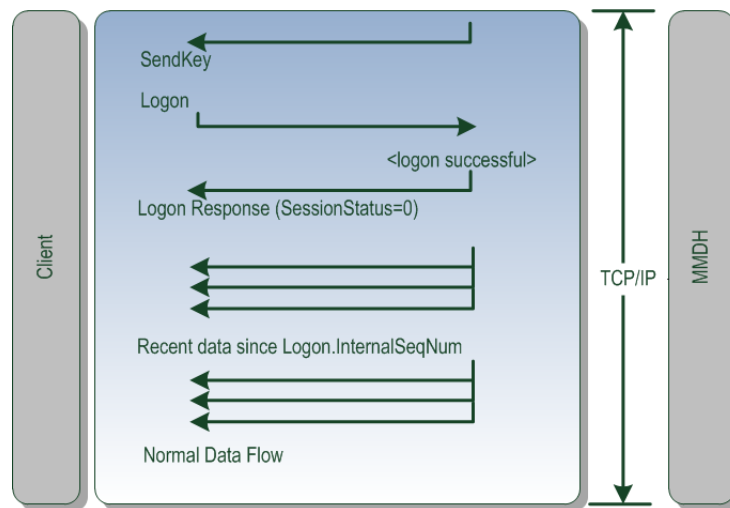 SendKey
Logon
<logon successful>
Logon Response (SessionStatus=0)
Client
TCP/IP
MMDH
Recent data since Logon.InternalSeqNum
Normal Data Flow